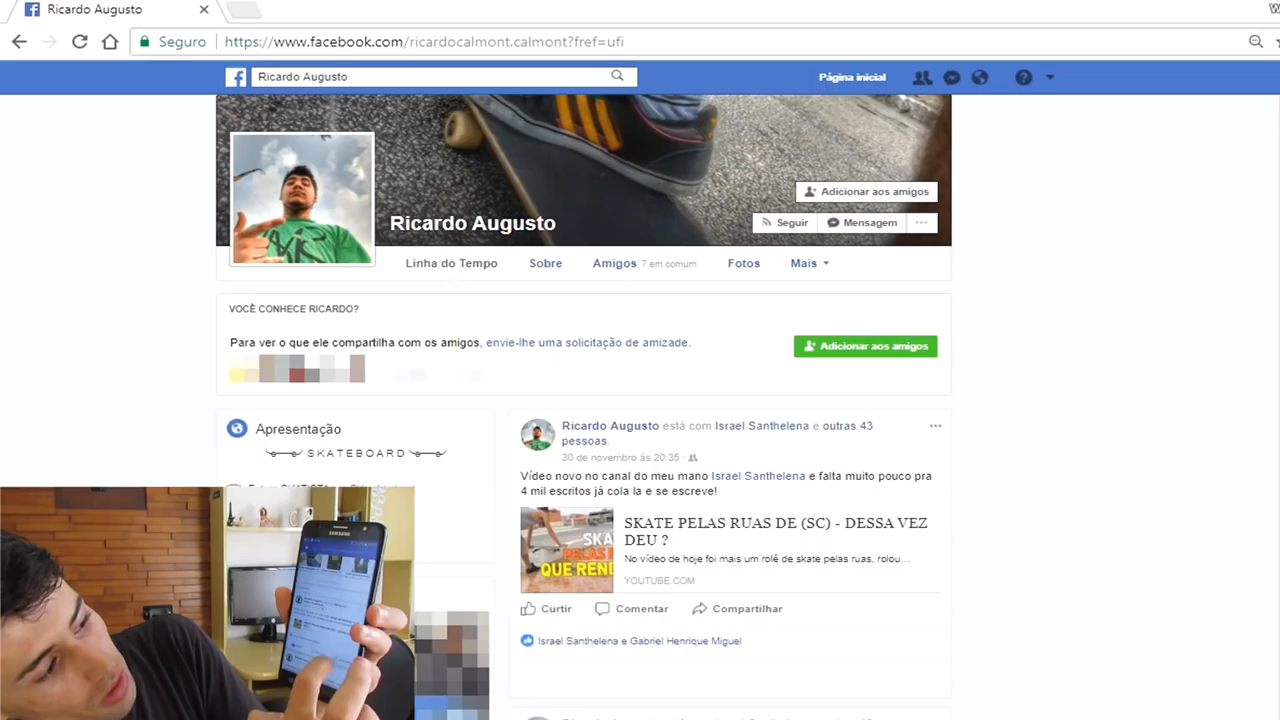 Ricardo Augusto
Seguro
https://www.facebook.com/ricardocalmont.calmont?fref=ufi
Ricardo Augusto
Página inicial
Adicionar aos amigos
Ricardo Augusto
Seguir
Mensagem
Linha do Tempo
Sobre
Amigos 7 em comum
Fotos
Mais
VOCÊ CONHECE RICARDO?
Para ver o que ele compartilha com os amigos, envie-lhe uma solicitação de amizade.
Adicionar aos amigos
Apresentação
SKATEBOARD
Ricardo Augusto está com Israel Santhelena e outras 43
pessoas.
30 de novembro às 20:35
Vídeo novo no canal do meu mano Israel Santhelena e falta muito pouco pra
4 mil escritos já cola la e se escreve!
SKATE PELAS RUAS DE (SC) - DESSA VEZ
DEU ?
No vídeo de hoje foi mais um rolê de skate pelas ruas, rolou...
YOUTUBE.COM
SKA
PELAS
QUE REND
Curtir
Comentar
Compartilhar
Israel Santhelena e Gabriel Henrique Miguel
SAMSUNG